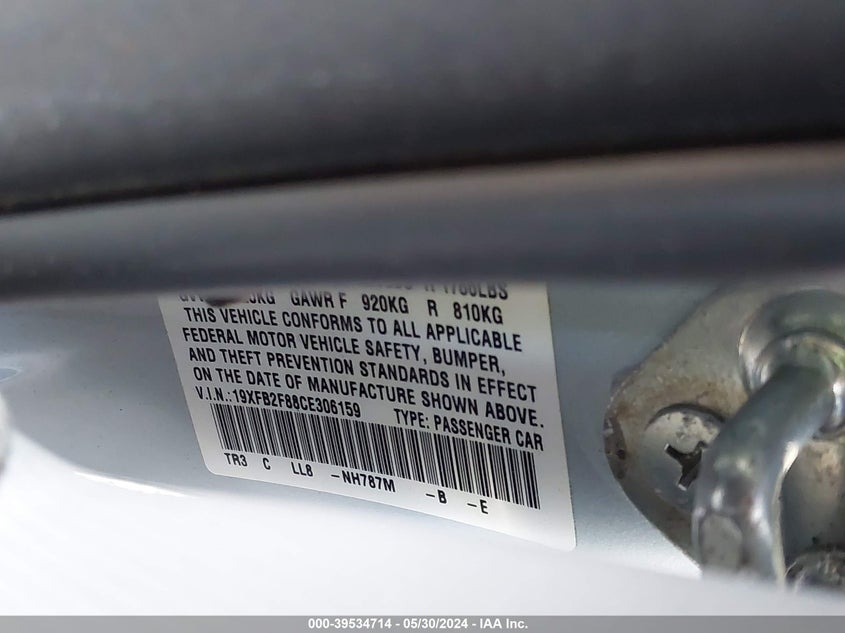 1700LBS
GAWR F 920KG R 810KG
THIS VEHICLE CONFORMS TO ALL APPLICABLE
FEDERAL MOTOR VEHICLE SAFETY, BUMPER,
AND THEFT PREVENTION STANDARDS IN EFFECT
ON THE DATE OF MANUFACTURE SHOWN ABOVE.
V.I.N.:19XFB2F88CE306159 TYPE: PASSENGER CAR
TR3 C LL8 -NH787M -B -E
000-39534714 - 05/30/2024 - IAA Inc.